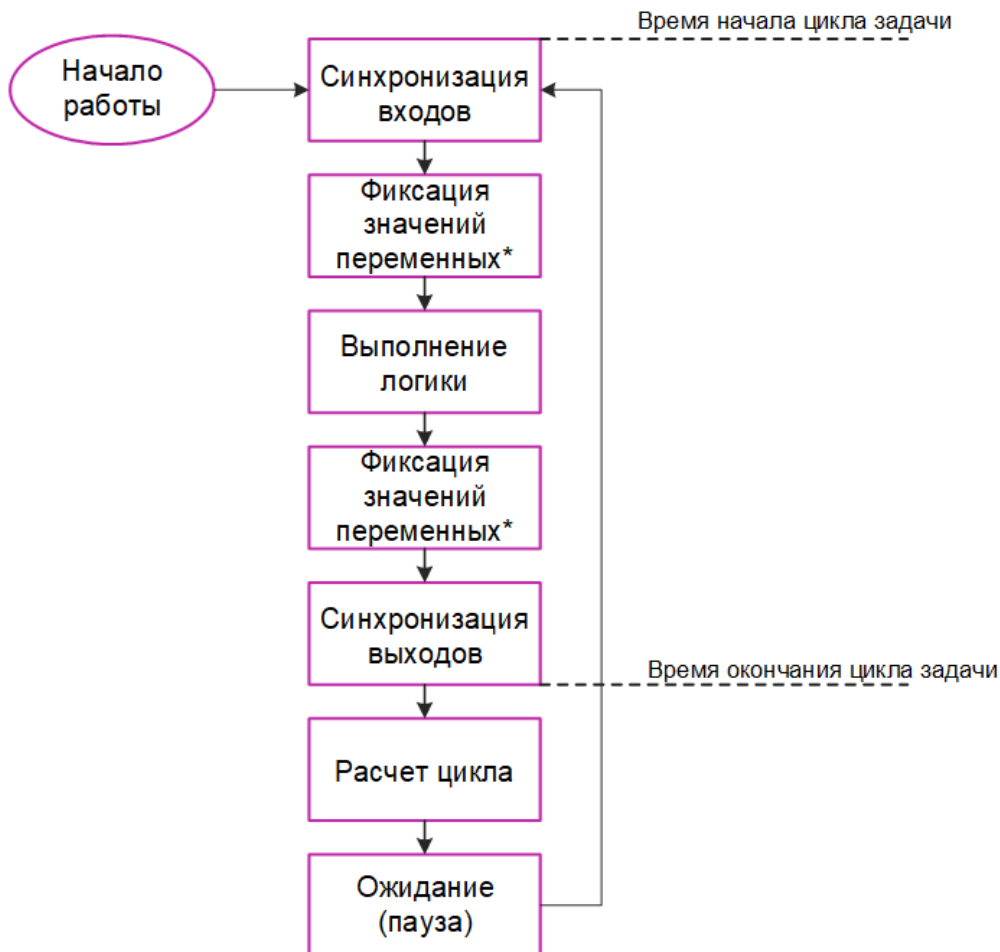 Время начала цикла задачи
Начало
работы
Синхронизация
входов
Фиксация
значений
переменных*
Выполнение
логики
Фиксация
значений
переменных*
Синхронизация
выходов
Время окончания цикла задачи
Расчет цикла
Ожидание
(пауза)